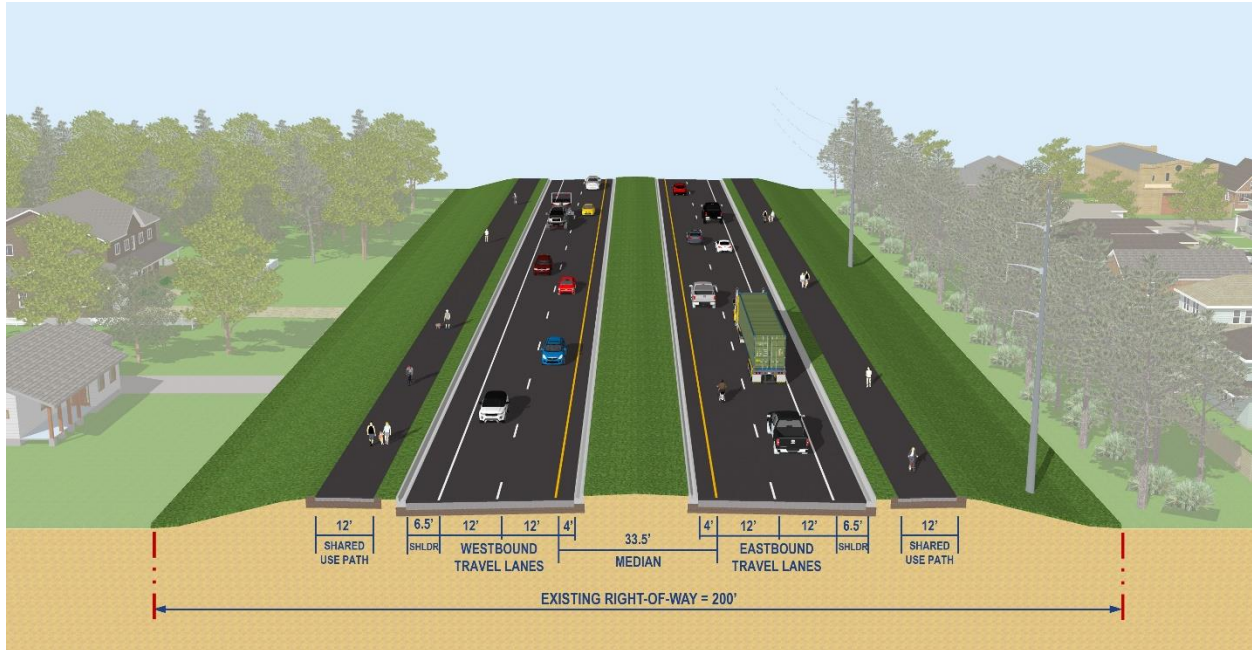 12' 6.5' 12' 12' 4' 33.5' 4' 12' 12' 6.5' 12'
SHARED
USE PATH
SHLDR
WESTBOUND
TRAVEL LANES
MEDIAN
EASTBOUND
TRAVEL LANES
SHLDR
SHARED
USE PATH
EXISTING RIGHT-OF-WAY = 200'